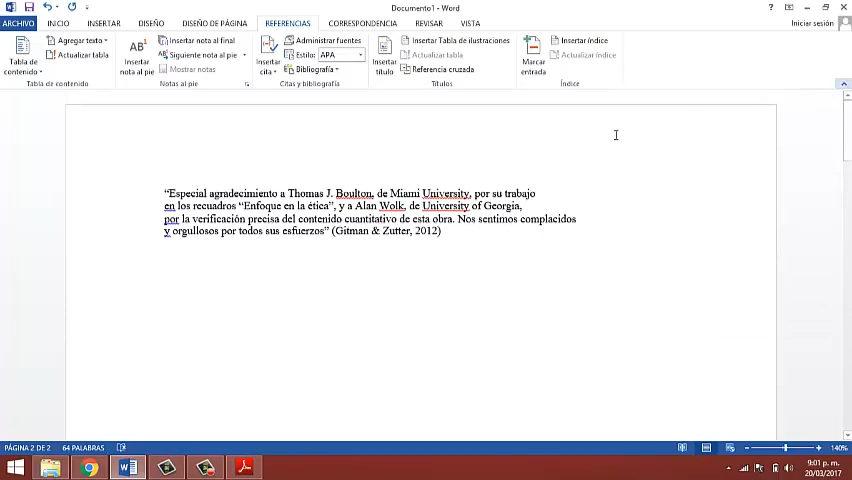 Documento1 - Word
ARCHIVO INICIO INSERTAR DISEÑO DISEÑO DE PÁGINA REFERENCIAS CORRESPONDENCIA REVISAR VISTA Iniciar sesión
Tabla de contenido
Agregar texto
Actualizar tabla
Tabla de contenido
AB1
Insertar nota al pie
Insertar nota al final
Siguiente nota al pie
Mostrar notas
Notas al pie
Insertar cita
Administrar fuentes
Estilo: APA
Bibliografía
Citas y bibliografía
Insertar título
Insertar Tabla de ilustraciones
Actualizar tabla
Referencia cruzada
Títulos
Marcar entrada
Insertar índice
Actualizar índice
Índice
“Especial agradecimiento a Thomas J. Boulton, de Miami University, por su trabajo
en los recuadros “Enfoque en la ética”, y a Alan Wolk, de University of Georgia,
por la verificación precisa del contenido cuantitativo de esta obra. Nos sentimos complacidos
y orgullosos por todos sus esfuerzos” (Gitman & Zutter, 2012)
PÁGINA 2 DE 2 64 PALABRAS 140%
9:01 p. m.
20/03/2017